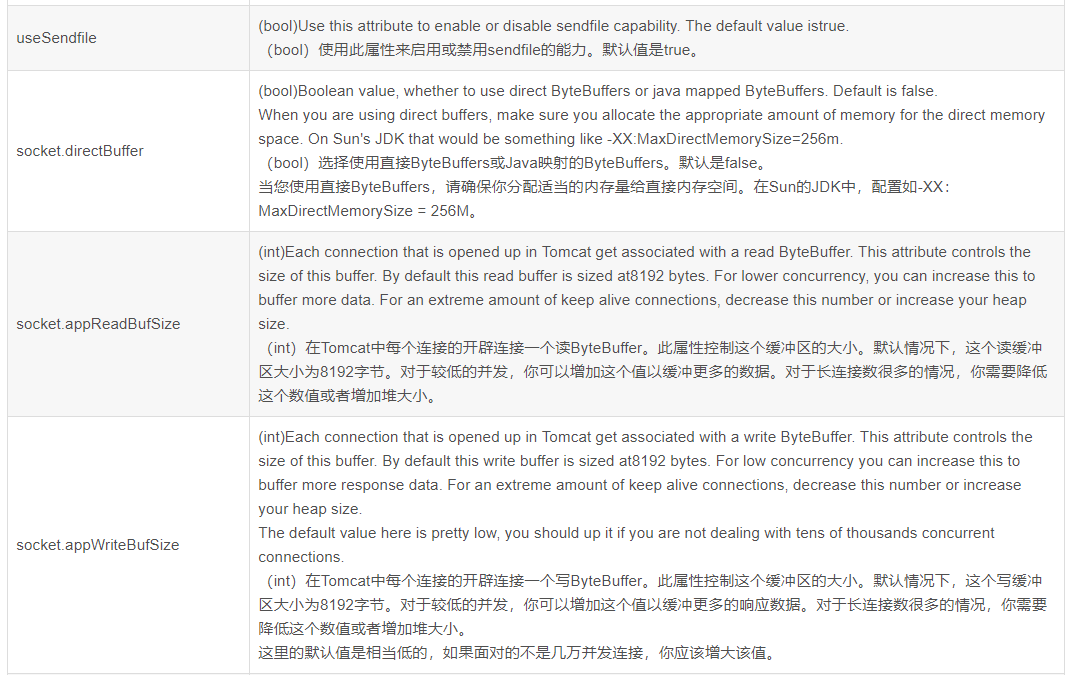 useSendfile
(bool)Use this attribute to enable or disable sendfile capability. The default value istrue.
（bool）使用此属性来启用或禁用sendfile的能力。默认值是true。
socket.directBuffer
(bool)Boolean value, whether to use direct ByteBuffers or java mapped ByteBuffers. Default is false.
When you are using direct buffers, make sure you allocate the appropriate amount of memory for the direct memory
space. On Sun's JDK that would be something like -XX:MaxDirectMemorySize=256m.
（bool）选择使用直接ByteBuffers或Java映射的ByteBuffers。默认是false。
当您使用直接ByteBuffers，请确保你分配适当的内存量给直接内存空间。在Sun的JDK中，配置如-XX：
MaxDirectMemorySize = 256M。
socket.appReadBufSize
(int)Each connection that is opened up in Tomcat get associated with a read ByteBuffer. This attribute controls the
size of this buffer. By default this read buffer is sized at8192 bytes. For lower concurrency, you can increase this to
buffer more data. For an extreme amount of keep alive connections, decrease this number or increase your heap
size.
（int）在Tomcat中每个连接的开辟连接一个读ByteBuffer。此属性控制这个缓冲区的大小。默认情况下，这个读缓冲
区大小为8192字节。对于较低的并发，你可以增加这个值以缓冲更多的数据。对于长连接数很多的情况，你需要降低
这个数值或者增加堆大小。
socket.appWriteBufSize
(int)Each connection that is opened up in Tomcat get associated with a write ByteBuffer. This attribute controls the
size of this buffer. By default this write buffer is sized at8192 bytes. For low concurrency you can increase this to
buffer more response data. For an extreme amount of keep alive connections, decrease this number or increase
your heap size.
The default value here is pretty low, you should up it if you are not dealing with tens of thousands concurrent
connections.
（int）在Tomcat中每个连接的开辟连接一个写ByteBuffer。此属性控制这个缓冲区的大小。默认情况下，这个写缓冲
区大小为8192字节。对于较低的并发，你可以增加这个值以缓冲更多的响应数据。对于长连接数很多的情况，你需要
降低这个数值或者增加堆大小。
这里的默认值是相当低的，如果面对的不是几万并发连接，你应该增大该值。